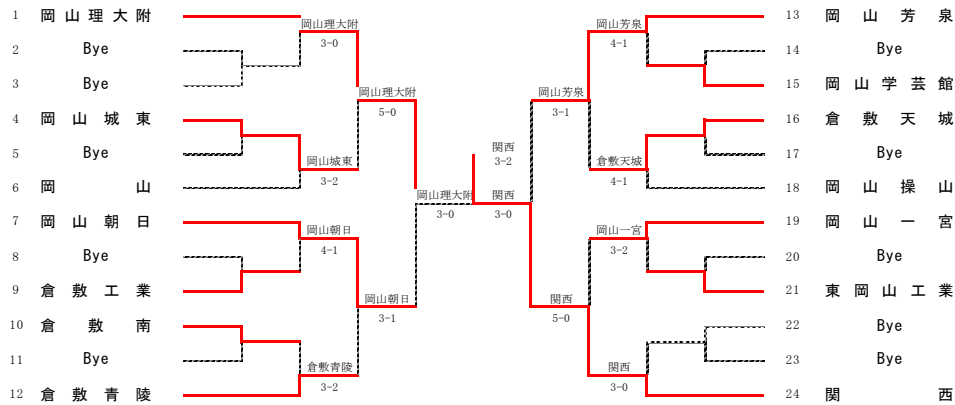 1 岡山理大附
2 Bye
3 Bye
4 岡山城東
5 Bye
6 岡山
7 岡山朝日
8 Bye
9 倉敷工業
10 倉敷南
11 Bye
12 倉敷青陵
岡山理大附
3-0
岡山城東
3-2
岡山朝日
4-1
倉敷青陵
3-2
岡山理大附
5-0
岡山朝日
3-1
岡山理大附
3-0
関西
3-2
関西
3-0
岡山芳泉
3-1
関西
5-0
岡山芳泉
4-1
倉敷天城
4-1
岡山一宮
3-2
関西
3-0
13 岡山芳泉
14 Bye
15 岡山学芸館
16 倉敷天城
17 Bye
18 岡山操山
19 岡山一宮
20 Bye
21 東岡山工業
22 Bye
23 Bye
24 関西